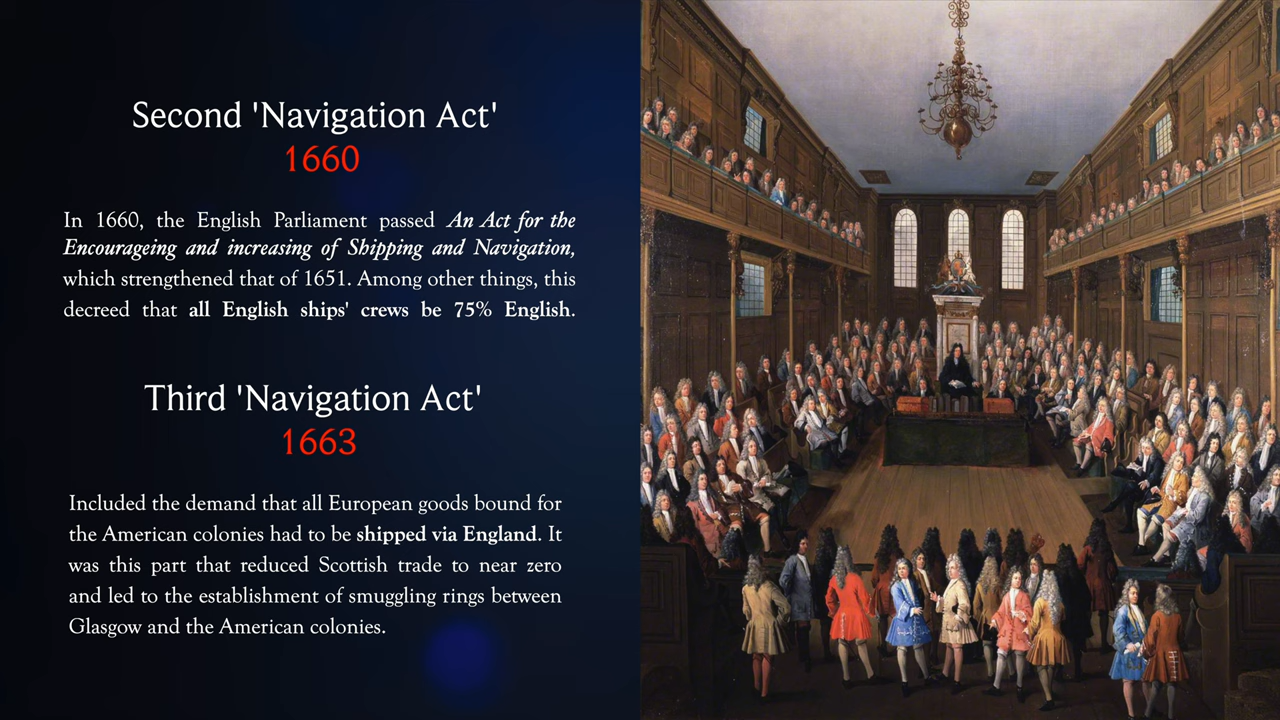 Second 'Navigation Act'
1660
In 1660, the English Parliament passed An Act for the
Encourageing and increasing of Shipping and Navigation,
which strengthened that of 1651. Among other things, this
decreed that all English ships' crews be 75% English.
Third 'Navigation Act'
1663
Included the demand that all European goods bound for
the American colonies had to be shipped via England. It
was this part that reduced Scottish trade to near zero
and led to the establishment of smuggling rings between
Glasgow and the American colonies.